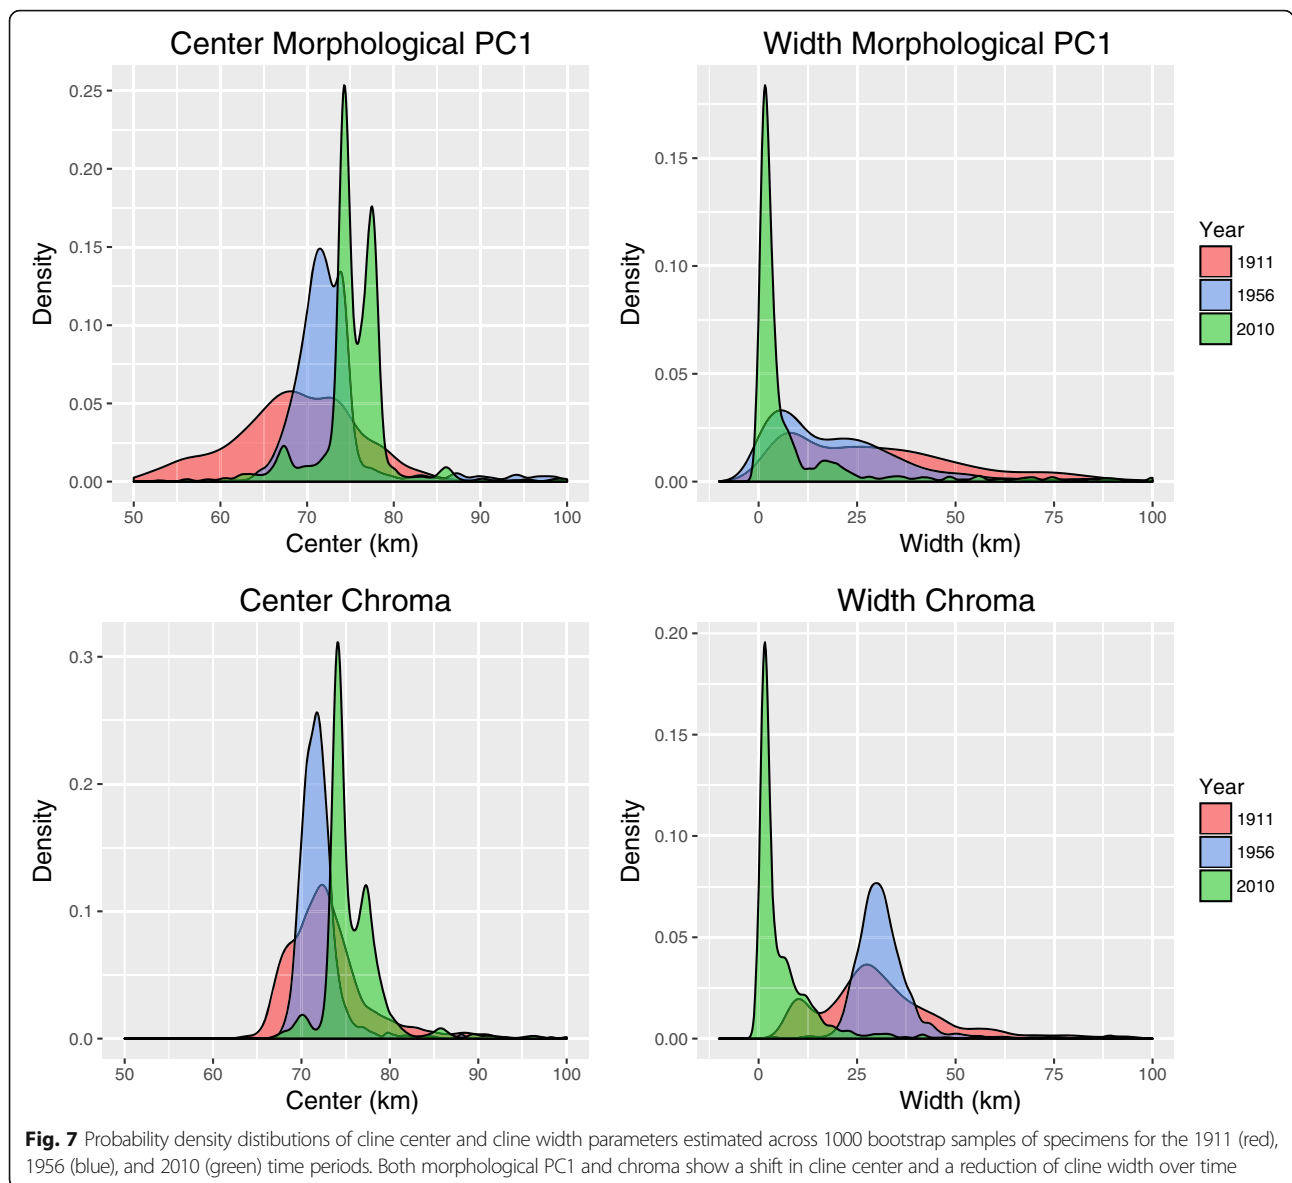 Center Morphological PC1
0.25
0.20
0.15
0.10
0.05
0.00
Density
50 60 70 80 90 100
Center (km)
Width Morphological PC1
0.15
0.10
0.05
0.00
Density
0 25 50 75 100
Width (km)
Year
1911
1956
2010
Center Chroma
0.3
0.2
0.1
0.0
Density
50 60 70 80 90 100
Center (km)
Width Chroma
0.20
0.15
0.10
0.05
0.00
Density
0 25 50 75 100
Width (km)
Year
1911
1956
2010
Fig. 7 Probability density distibutions of cline center and cline width parameters estimated across 1000 bootstrap samples of specimens for the 1911 (red),
1956 (blue), and 2010 (green) time periods. Both morphological PC1 and chroma show a shift in cline center and a reduction of cline width over time